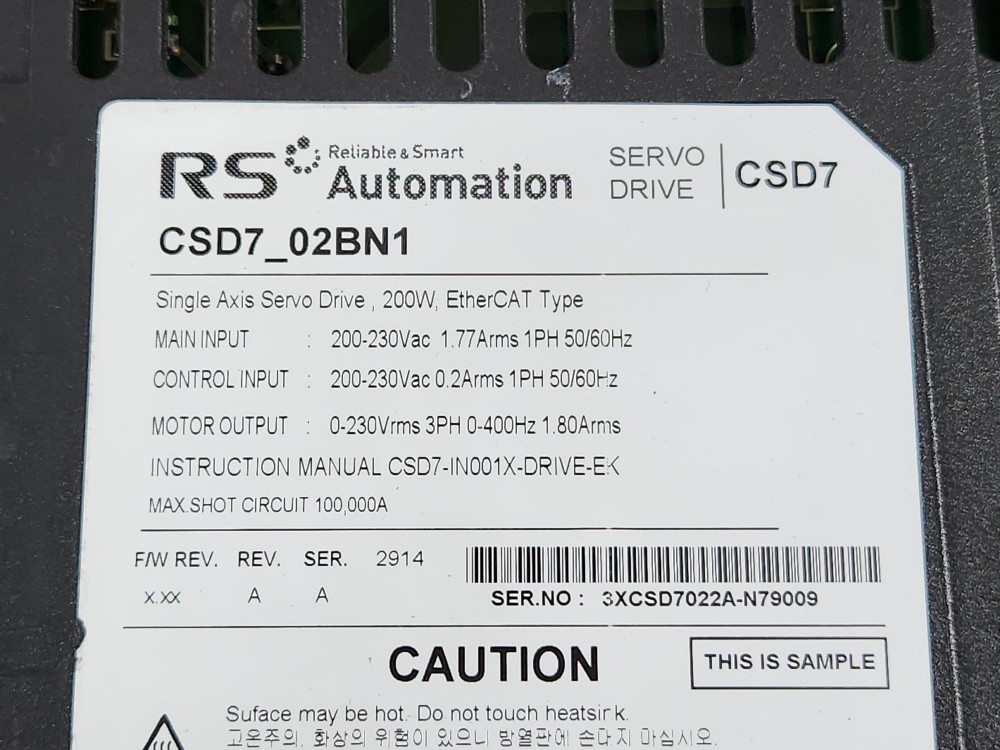 RS Reliable & Smart Automation
SERVO DRIVE CSD7
CSD7_02BN1
Single Axis Servo Drive , 200W, EtherCAT Type
MAIN INPUT : 200-230Vac 1.77Arms 1PH 50/60Hz
CONTROL INPUT : 200-230Vac 0.2Arms 1PH 50/60Hz
MOTOR OUTPUT : 0-230Vrms 3PH 0-400Hz 1.80Arms
INSTRUCTION MANUAL CSD7-IN001X-DRIVE-EK
MAX.SHOT CIRCUIT 100,000A
F/W REV. REV. SER. 2914
X.XX A A
SER.NO : 3XCSD7022A-N79009
CAUTION
THIS IS SAMPLE
Suface may be hot. Do not touch heatsink.
고온주의, 화상의 위험이 있으니 방열판에 손대지 마십시오.